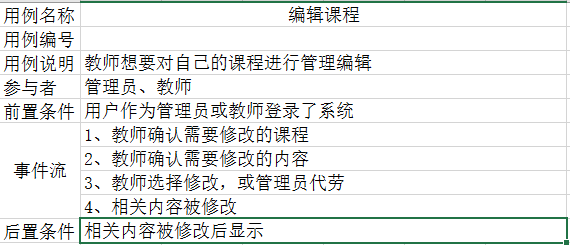 用例名称 编辑课程
用例编号
用例说明 教师想要对自己的课程进行管理编辑
参与者 管理员、教师
前置条件 用户作为管理员或教师登录了系统
1、教师确认需要修改的课程
2、教师确认需要修改的内容
事件流
3、教师选择修改，或管理员代劳
4、相关内容被修改
后置条件 相关内容被修改后显示